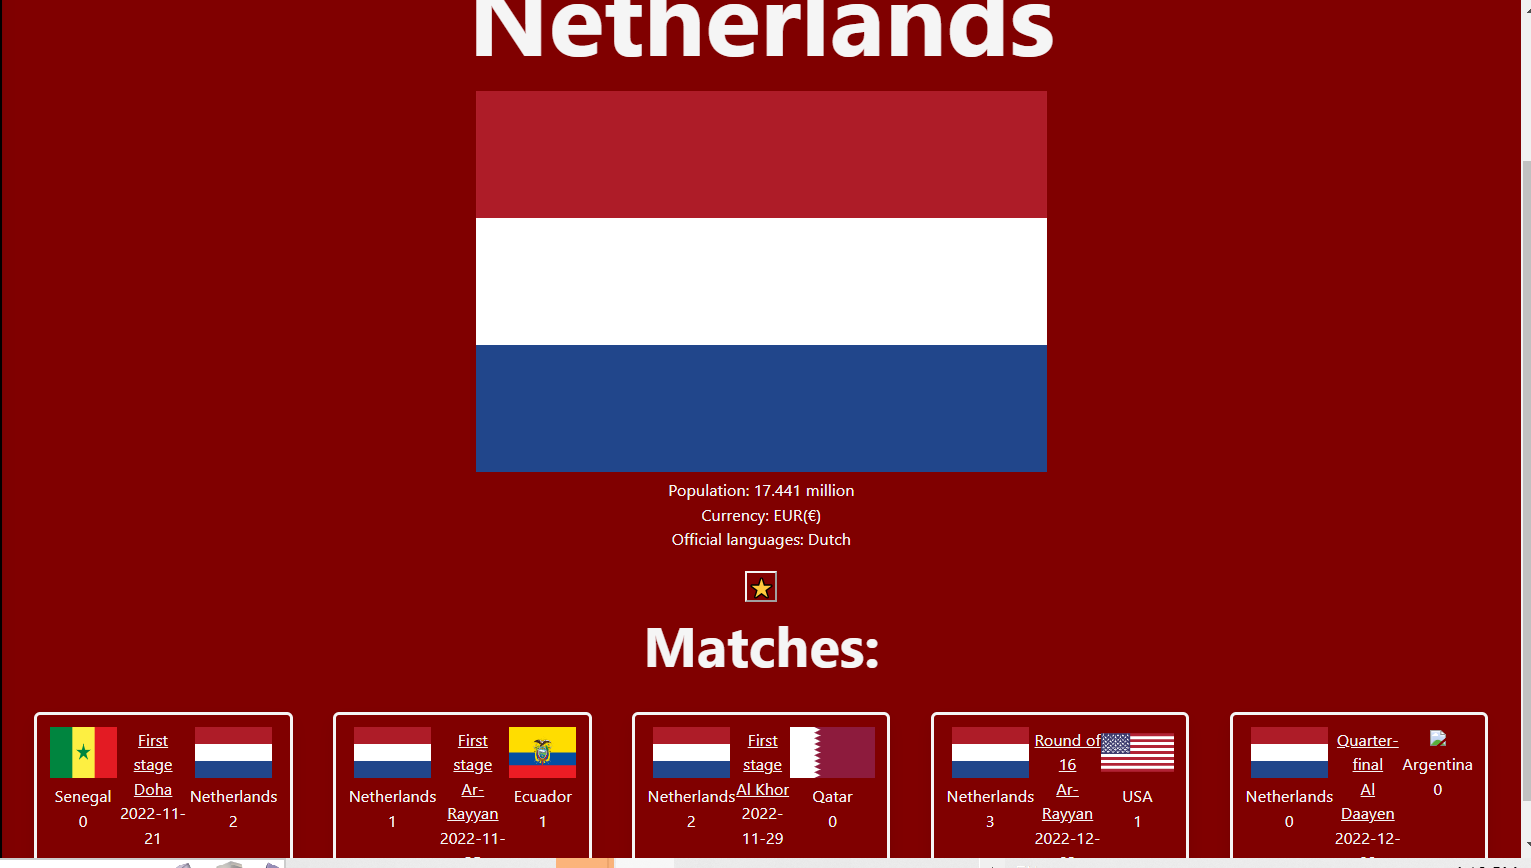 Netherlands
Population: 17.441 million
Currency: EUR(€)
Official languages: Dutch
Matches:
First
stage
Doha
2022-11-
21
Senegal
0
Netherlands
2
First
stage
Ar-
Rayyan
2022-11-
Netherlands
1
Ecuador
1
First
stage
Al Khor
2022-
11-29
Netherlands
2
Qatar
0
Round of
16
Ar-
Rayyan
2022-12-
Netherlands
3
USA
1
Quarter-
final
Al
Daayen
2022-12-
Netherlands
0
Argentina
0